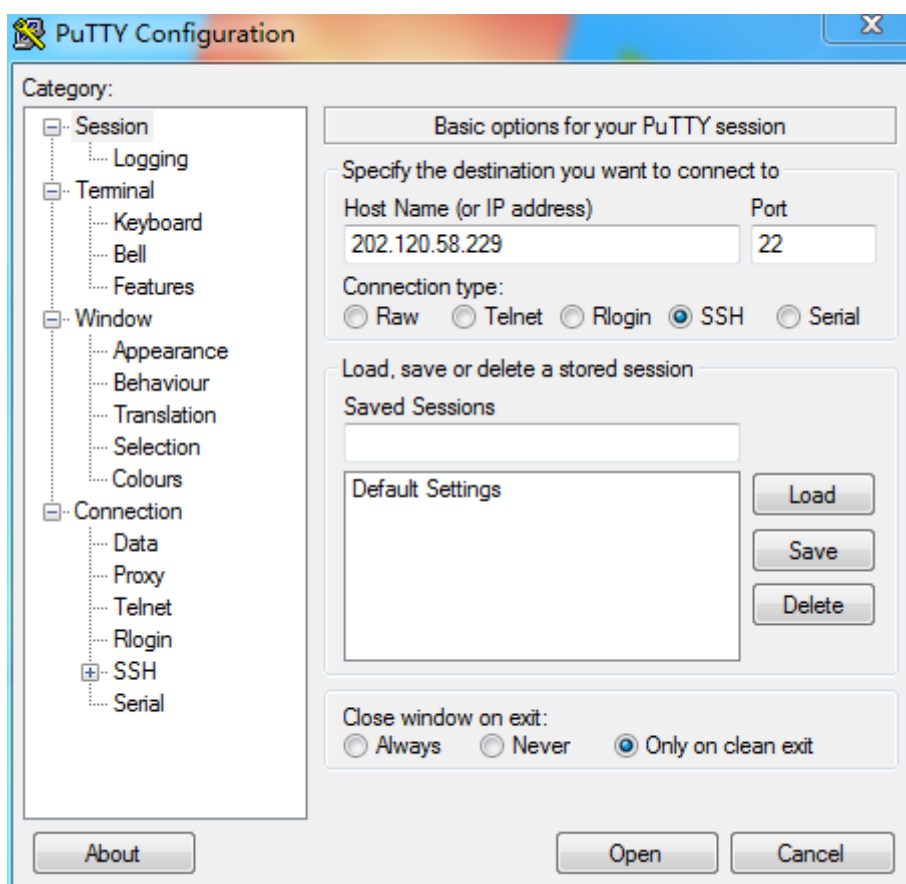 PuTTY Configuration
Category:
Session
Logging
Terminal
Keyboard
Bell
Features
Window
Appearance
Behaviour
Translation
Selection
Colours
Connection
Data
Proxy
Telnet
Rlogin
SSH
Serial
Basic options for your PuTTY session
Specify the destination you want to connect to
Host Name (or IP address) Port
202.120.58.229 22
Connection type:
Raw Telnet Rlogin SSH Serial
Load, save or delete a stored session
Saved Sessions
Default Settings
Load
Save
Delete
Close window on exit:
Always Never Only on clean exit
About Open Cancel